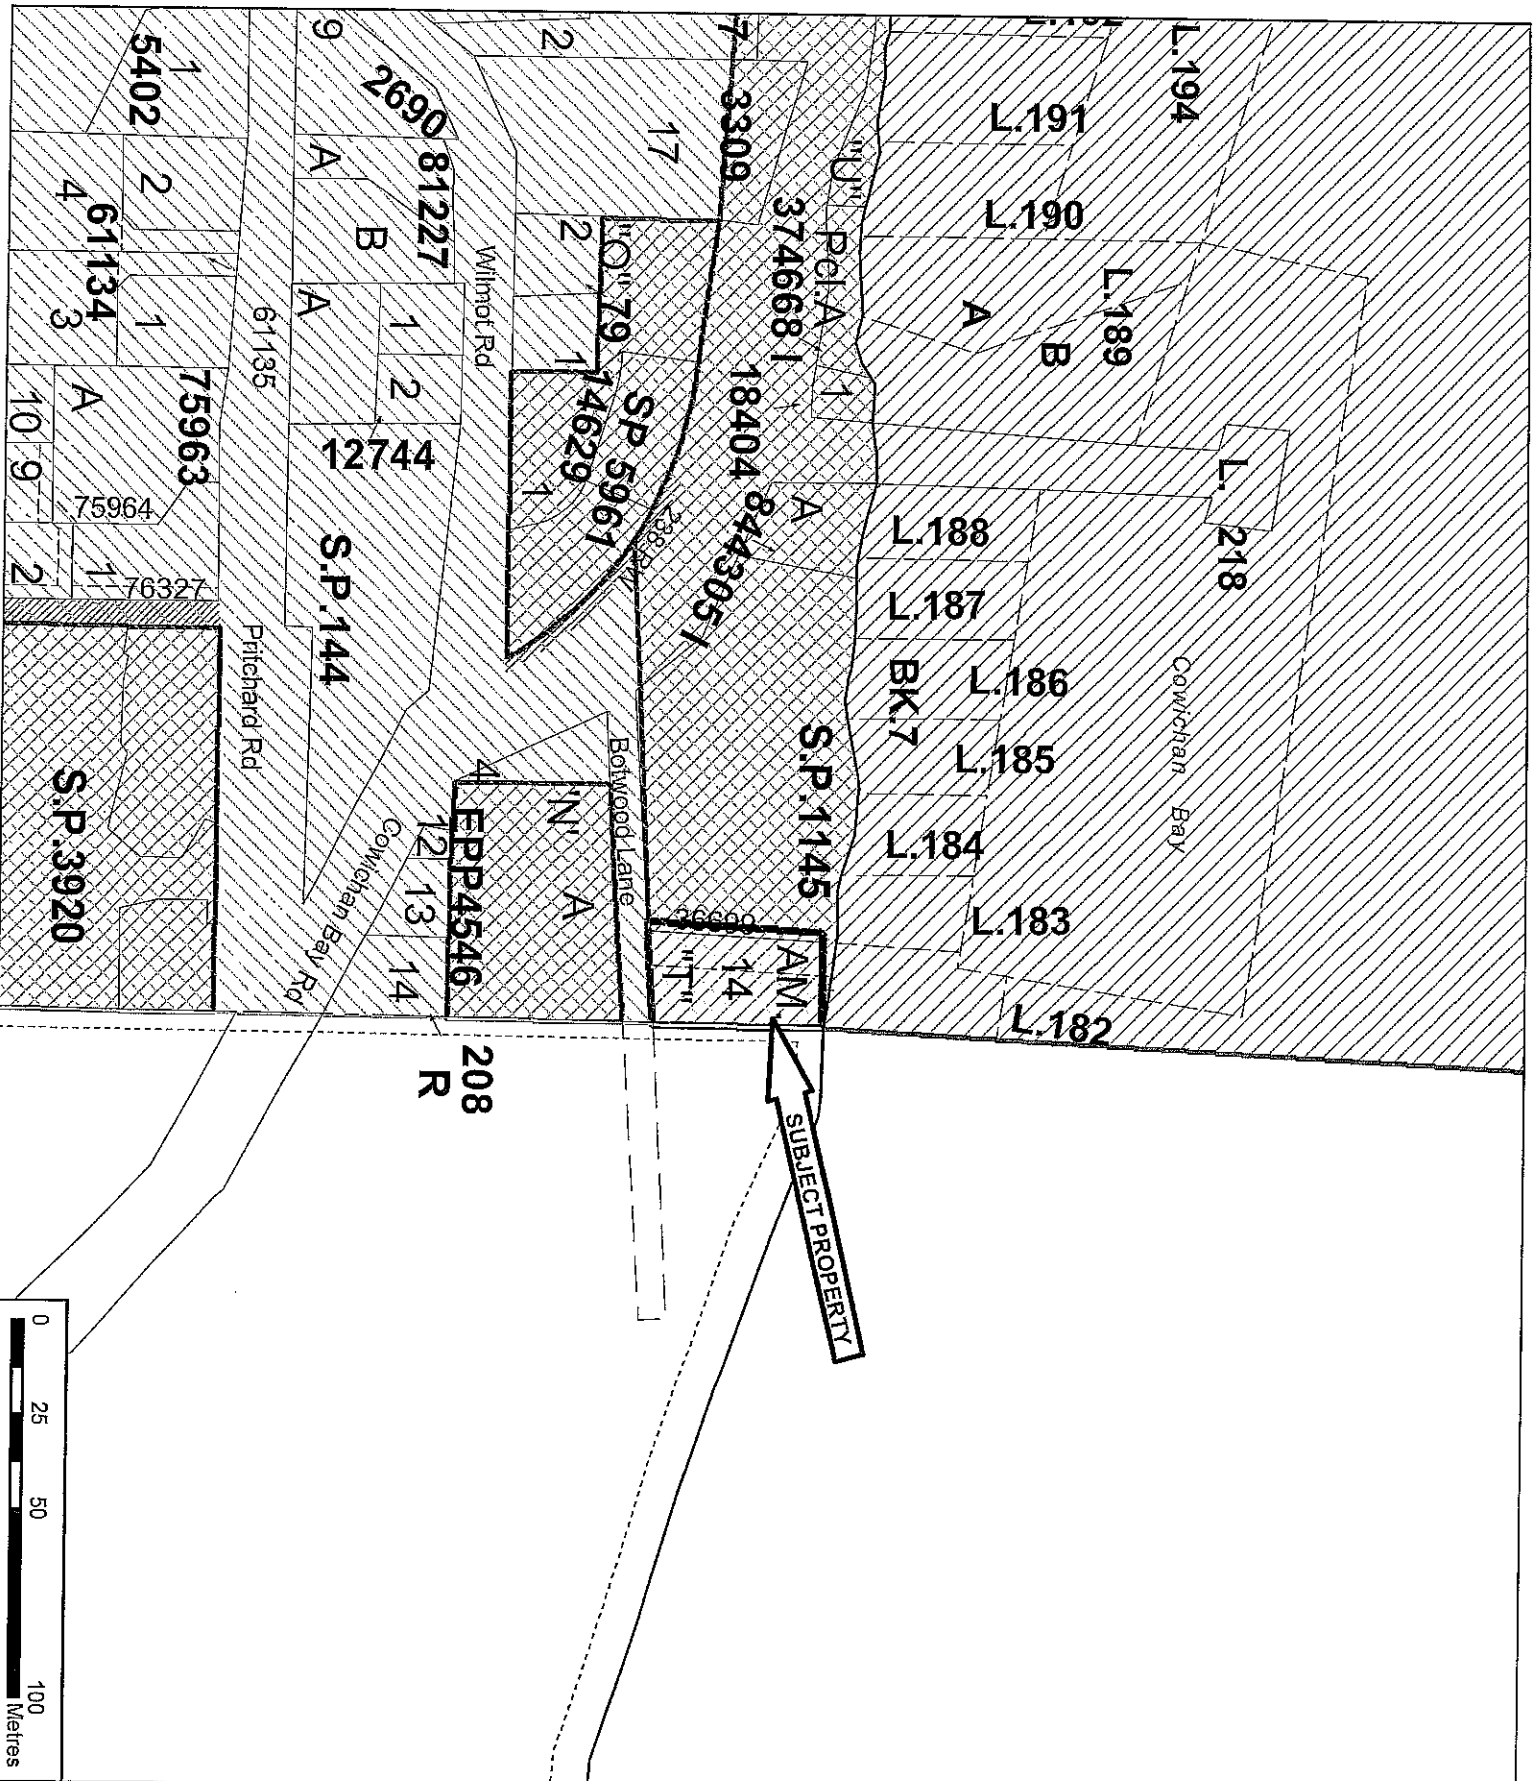 L.194
L.191
L.190
L.189
A
B
L.
218
L.188
L.187
L.186
BK.7
L.185
L.184
L.183
L.182
Cowichan Bay
7
3309
"U"
374668 I
Pcl.A
1
18404
A
844305 I
S.P.1145
36699
AM.
14
"T"
SUBJECT PROPERTY
2
17
2
"O"
79
1
14629
SP 5961
1
Botwood Lane
4
'N'
A
EPP4546
12
13
14
208
R
Wilmot Rd
9
2690
81227
A
B
A
1
2
12744
S.P.144
Cowichan Bay Rd
61135
Pritchard Rd
1
5402
2
4
61134
1
3
75963
A
10
9
75964
1
2
76327
S.P.3920
0 25 50 100
Metres